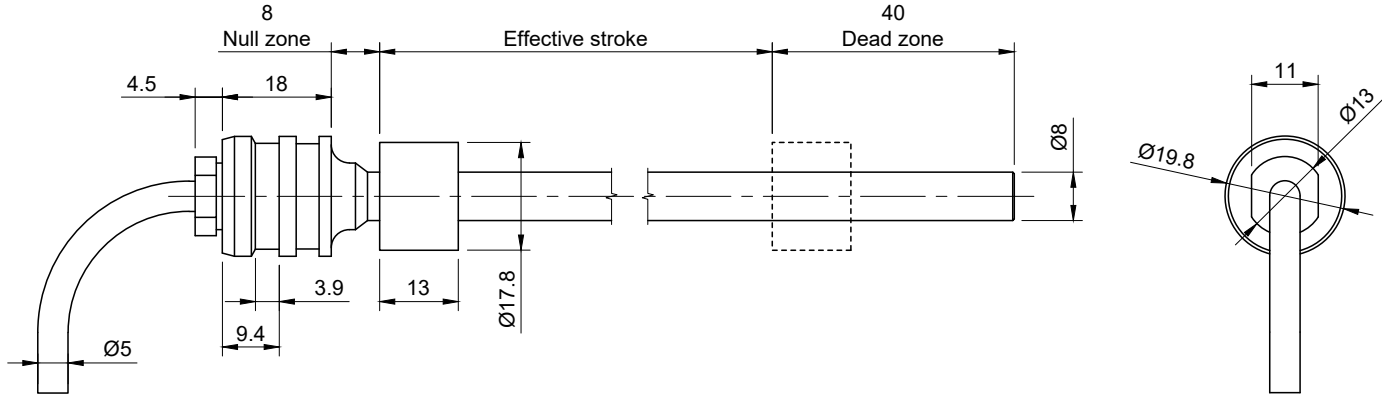 8
Null zone
Effective stroke
40
Dead zone
4.5
18
11
Ø13
Ø8
Ø19.8
3.9
13
Ø17.8
9.4
Ø5